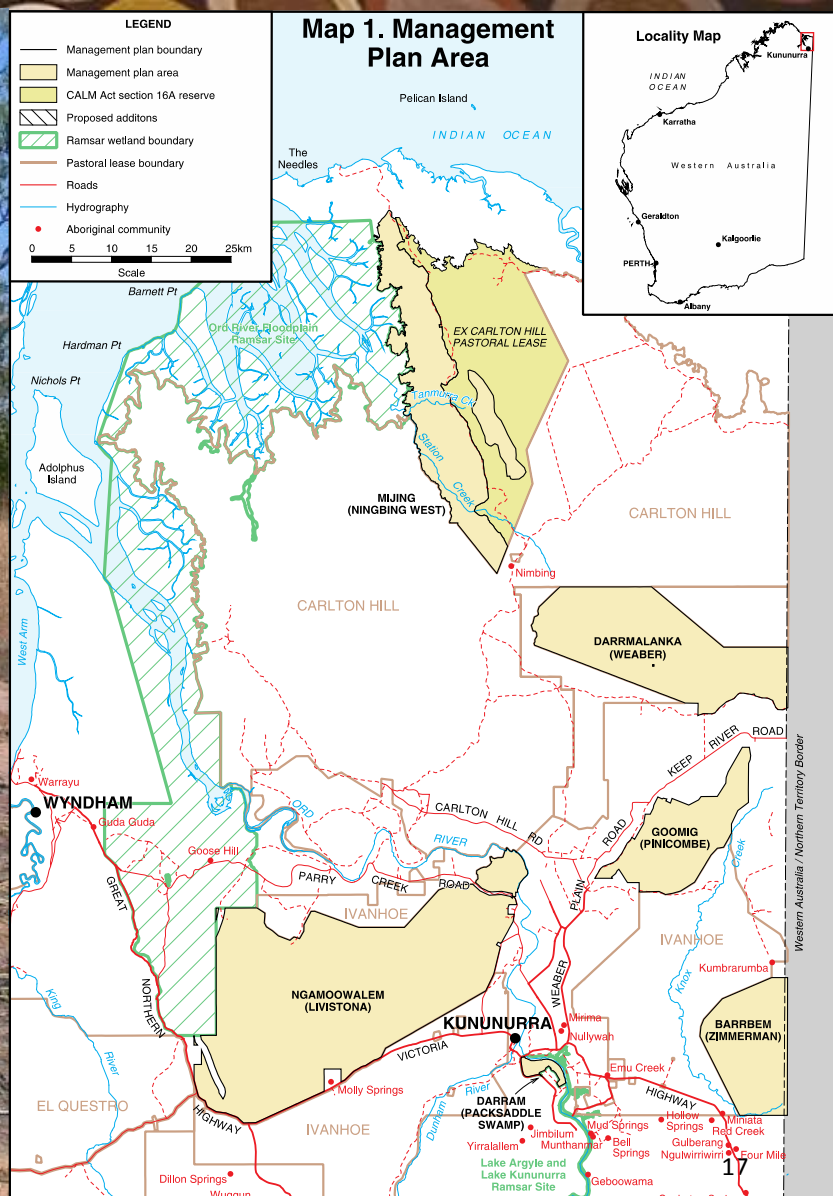 LEGEND
Management plan boundary
Management plan area
CALM Act section 16A reserve
Proposed additons
Ramsar wetland boundary
Pastoral lease boundary
Roads
Hydrography
Aboriginal community
0 5 10 15 20 25km
Scale
Map 1. Management
Plan Area
Locality Map
Kununurra
INDIAN
OCEAN
Karratha
Western Australia
Geraldton
Kalgoorlie
PERTH
Albany
Pelican Island
INDIAN OCEAN
The
Needles
Barnett Pt
Ord River Floodplain
Ramsar Site
EX CARLTON HILL
PASTORAL LEASE
Hardman Pt
Nichols Pt
Tanmurra Ck
Station
Creek
Adolphus
Island
MIJING
(NINGBING WEST)
CARLTON HILL
Nimbing
CARLTON HILL
West Arm
DARRMALANKA
(WEABER)
KEEP RIVER ROAD
Western Australia / Northern Territory Border
Warrayu
WYNDHAM
Guda Guda
ORD
RIVER
CARLTON HILL RD
GOOMIG
(PINICOMBE)
Creek
Goose Hill
PARRY CREEK ROAD
GREAT
NORTHERN
HIGHWAY
WEABER
PLAIN
ROAD
IVANHOE
IVANHOE
Kumbrarumba
Knox
King
River
NGAMOOWALEM
(LIVISTONA)
BARRBEM
(ZIMMERMAN)
KUNUNURRA
Mirima
Nullywah
VICTORIA
HIGHWAY
Emu Creek
Molly Springs
Dunham
River
DARRAM
(PACKSADDLE
SWAMP)
EL QUESTRO
IVANHOE
Jimbilum
Yirralallem
Mud Springs
Munthanmar
Bell
Springs
Hollow
Springs
Miniata
Red Creek
Gulberang
Ngulwirriwirri
Four Mile
17
Lake Argyle and
Lake Kununurra
Ramsar Site
Geboowama
Dillon Springs
Wuggun